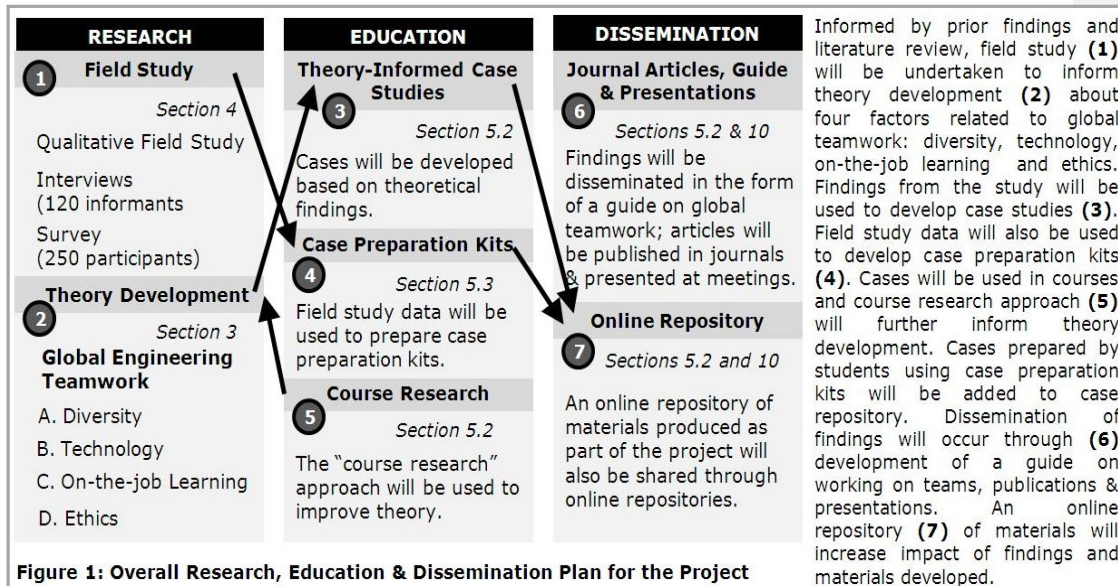 RESEARCH
1
Field Study
Section 4
Qualitative Field Study
Interviews
(120 informants
Survey
(250 participants)
Theory Development
2
Section 3
Global Engineering
Teamwork
A. Diversity
B. Technology
C. On-the-job Learning
D. Ethics
EDUCATION
Theory-Informed Case
Studies
3
Section 5.2
Cases will be developed
based on theoretical
findings.
Case Preparation Kits
4
Section 5.3
Field study data will be
used to prepare case
preparation kits.
Course Research
5
Section 5.2
The “course research”
approach will be used to
improve theory.
DISSEMINATION
Journal Articles, Guide
& Presentations
6
Sections 5.2 & 10
Findings will be
disseminated in the form
of a guide on global
teamwork; articles will
be published in journals
& presented at meetings.
Online Repository
7
Sections 5.2 and 10
An online repository of
materials produced as
part of the project will
also be shared through
online repositories.
Informed by prior findings and
literature review, field study (1)
will be undertaken to inform
theory development (2) about
four factors related to global
teamwork: diversity, technology,
on-the-job learning and ethics.
Findings from the study will be
used to develop case studies (3).
Field study data will also be used
to develop case preparation kits
(4). Cases will be used in courses
and course research approach (5)
will further inform theory
development. Cases prepared by
students using case preparation
kits will be added to case
repository. Dissemination of
findings will occur through (6)
development of a guide on
working on teams, publications &
presentations. An online
repository (7) of materials will
increase impact of findings and
materials developed.
Figure 1: Overall Research, Education & Dissemination Plan for the Project